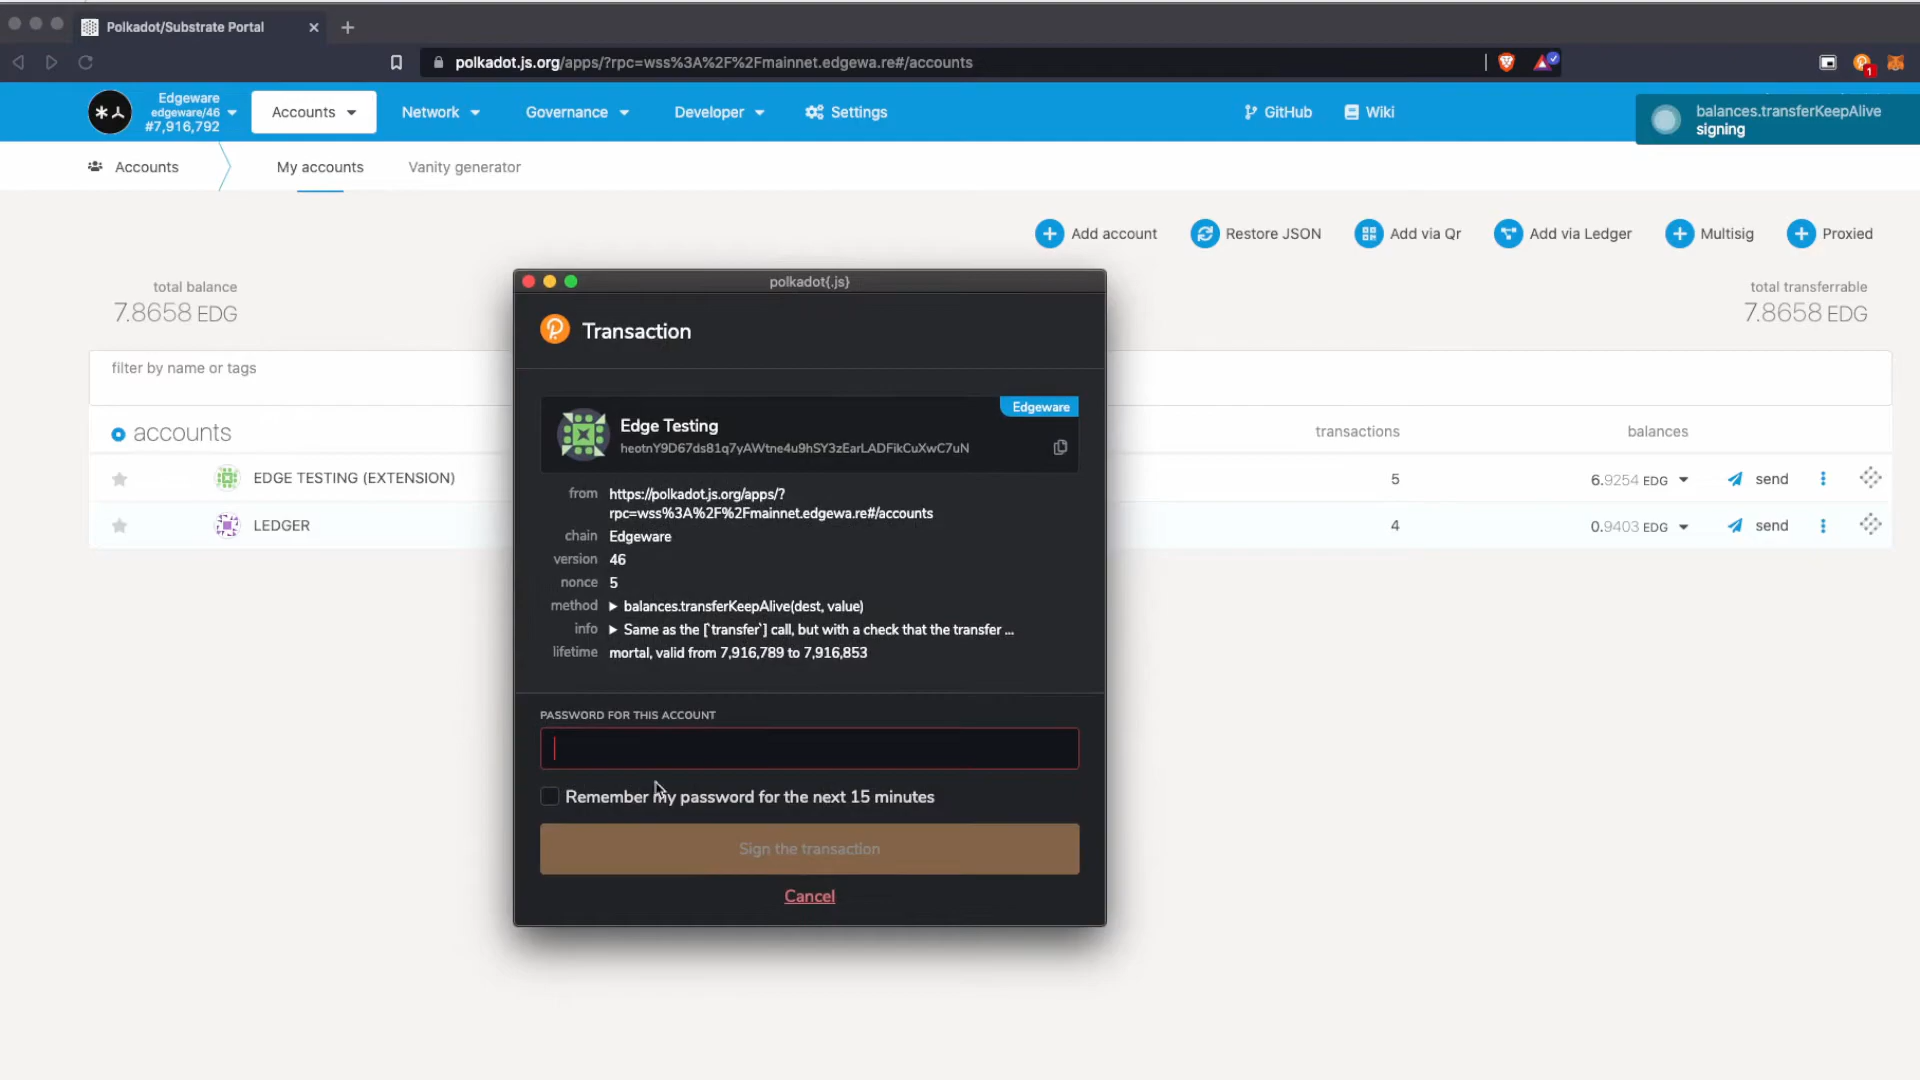 Polkadot/Substrate Portal
polkadot.js.org/apps/?rpc=wss%3A%2F%2Fmainnet.edgewa.re#/accounts
1
Edgeware
edgeware/46
#7,916,792
Accounts
Network
Governance
Developer
Settings
GitHub
Wiki
balances.transferKeepAlive
signing
Accounts
My accounts
Vanity generator
Add account
Restore JSON
Add via Qr
Add via Ledger
Multisig
Proxied
total balance
7.8658 EDG
total transferrable
7.8658 EDG
filter by name or tags
accounts
transactions
balances
EDGE TESTING (EXTENSION)
5
6.9254 EDG
send
LEDGER
4
0.9403 EDG
send
polkadot{.js}
Transaction
Edgeware
Edge Testing
heotnY9D67ds81q7yAWtne4u9hSY3zEarLADFikCuXwC7uN
from https://polkadot.js.org/apps/?
rpc=wss%3A%2F%2Fmainnet.edgewa.re#/accounts
chain Edgeware
version 46
nonce 5
method balances.transferKeepAlive(dest, value)
info Same as the [`transfer`] call, but with a check that the transfer ...
lifetime mortal, valid from 7,916,789 to 7,916,853
PASSWORD FOR THIS ACCOUNT
Remember my password for the next 15 minutes
Sign the transaction
Cancel